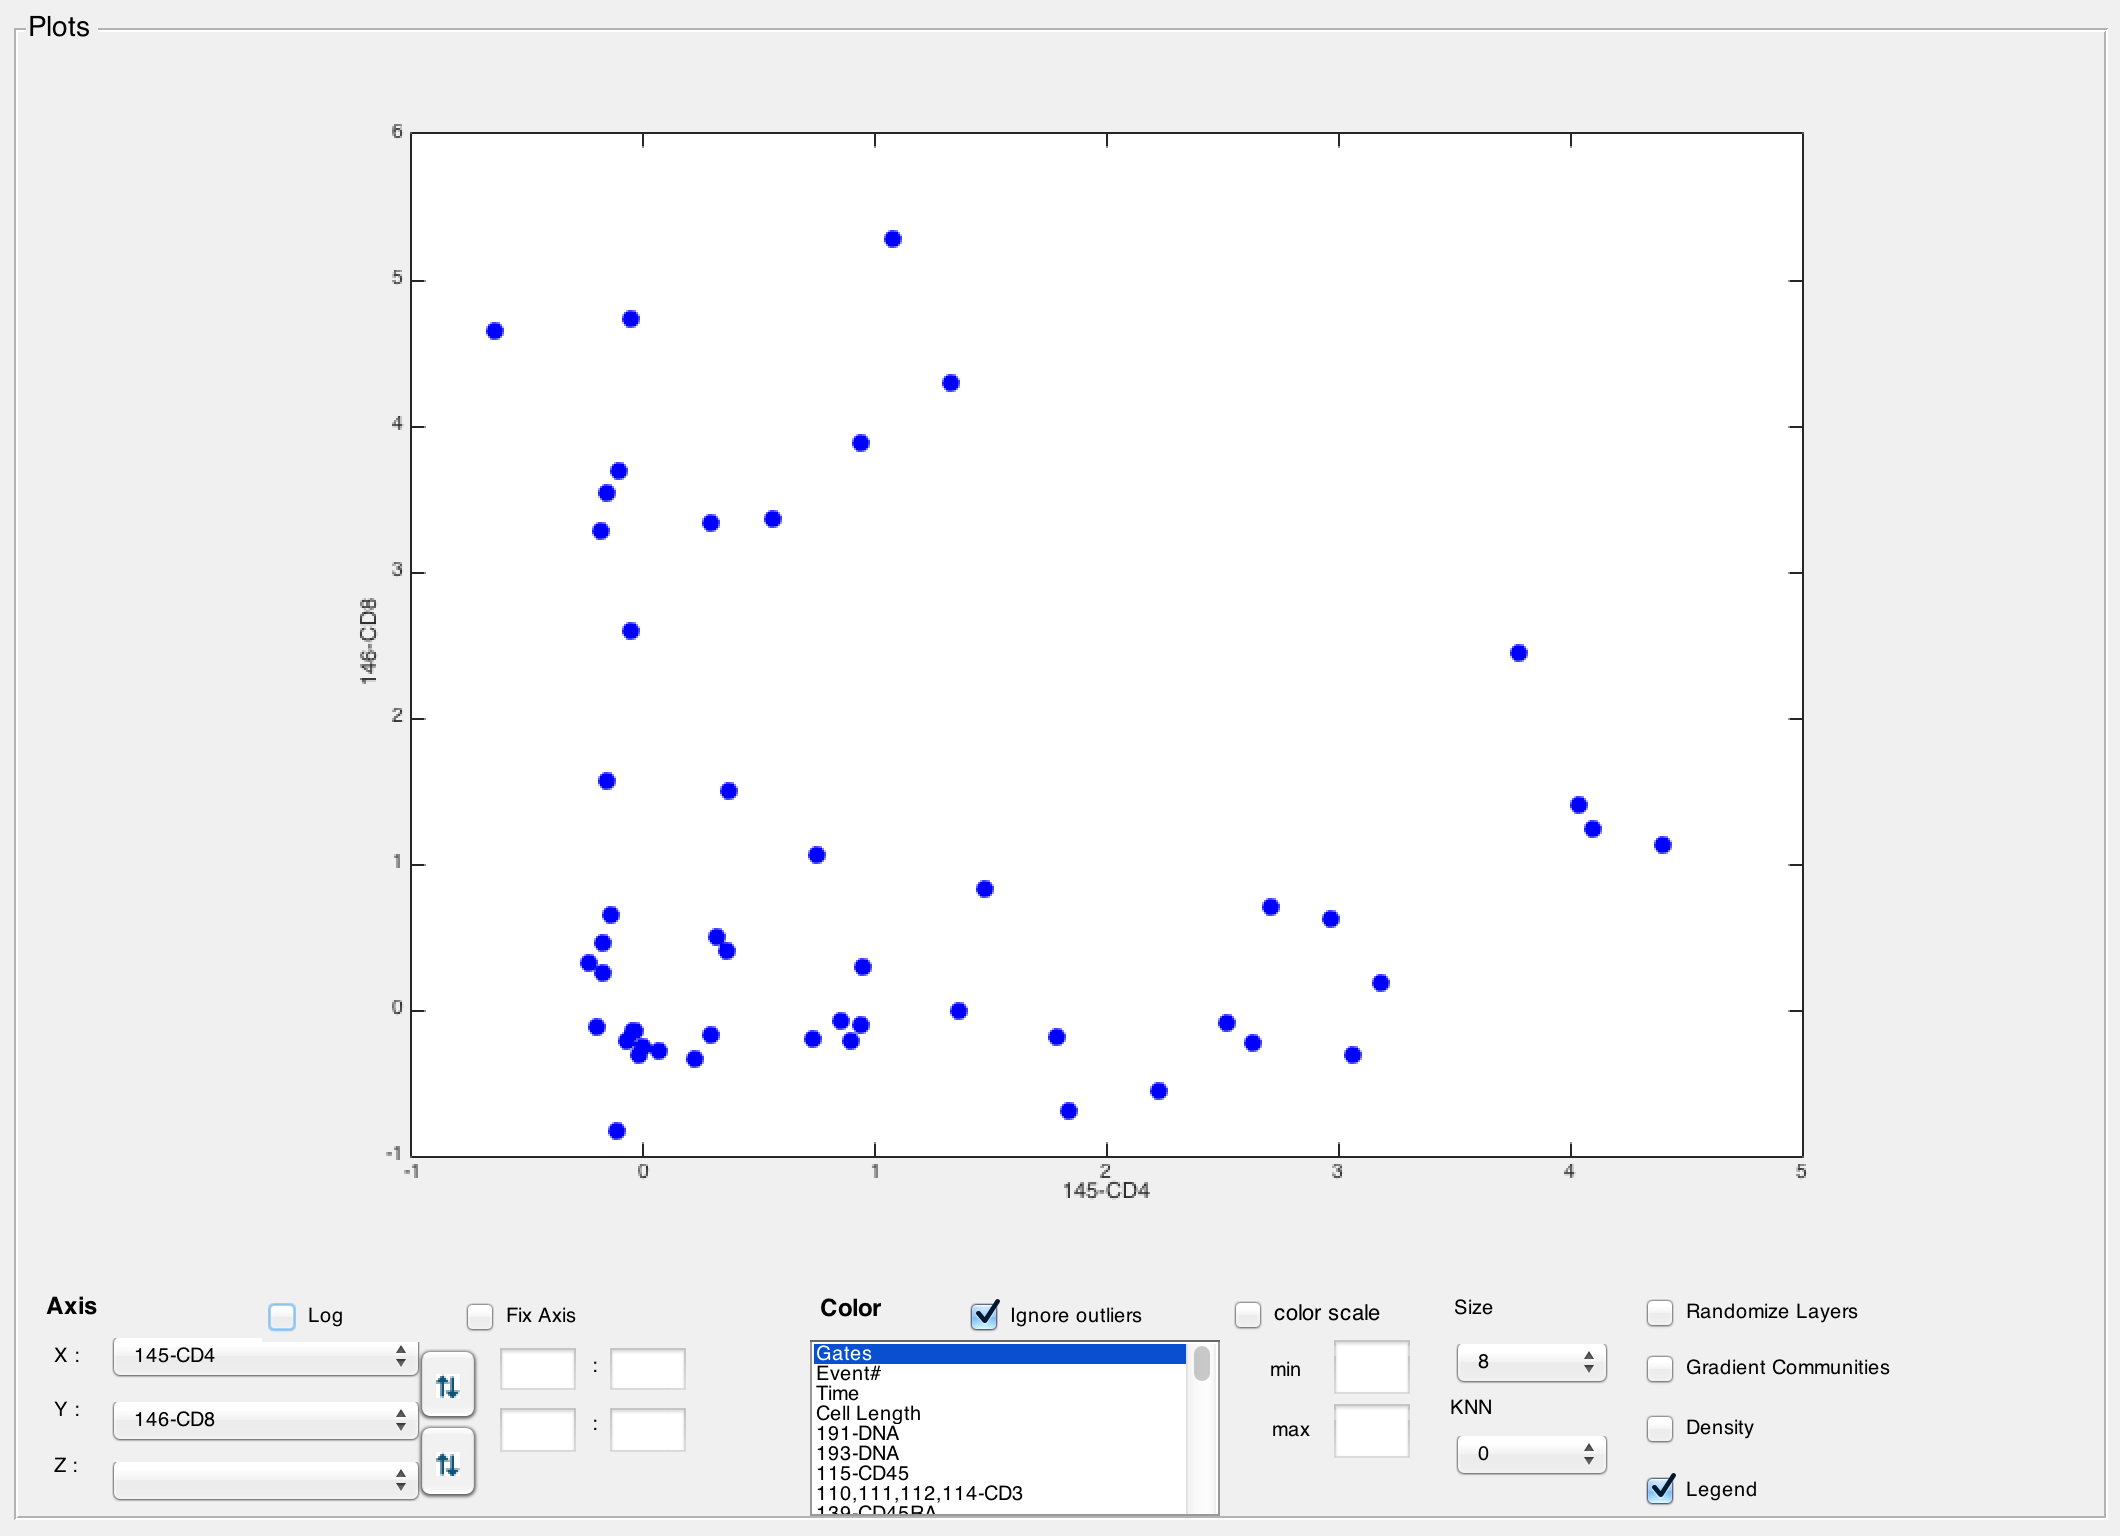 Plots
6
5
4
3
2
1
0
-1
146-CD8
-1 0 1 2 3 4 5
145-CD4
Axis
Log
Fix Axis
X :
145-CD4
Y :
146-CD8
Z :
:
:
Color
Ignore outliers
Gates
Event#
Time
Cell Length
191-DNA
193-DNA
115-CD45
110,111,112,114-CD3
139-CD45RA
color scale
min
max
Size
8
KNN
0
Randomize Layers
Gradient Communities
Density
Legend